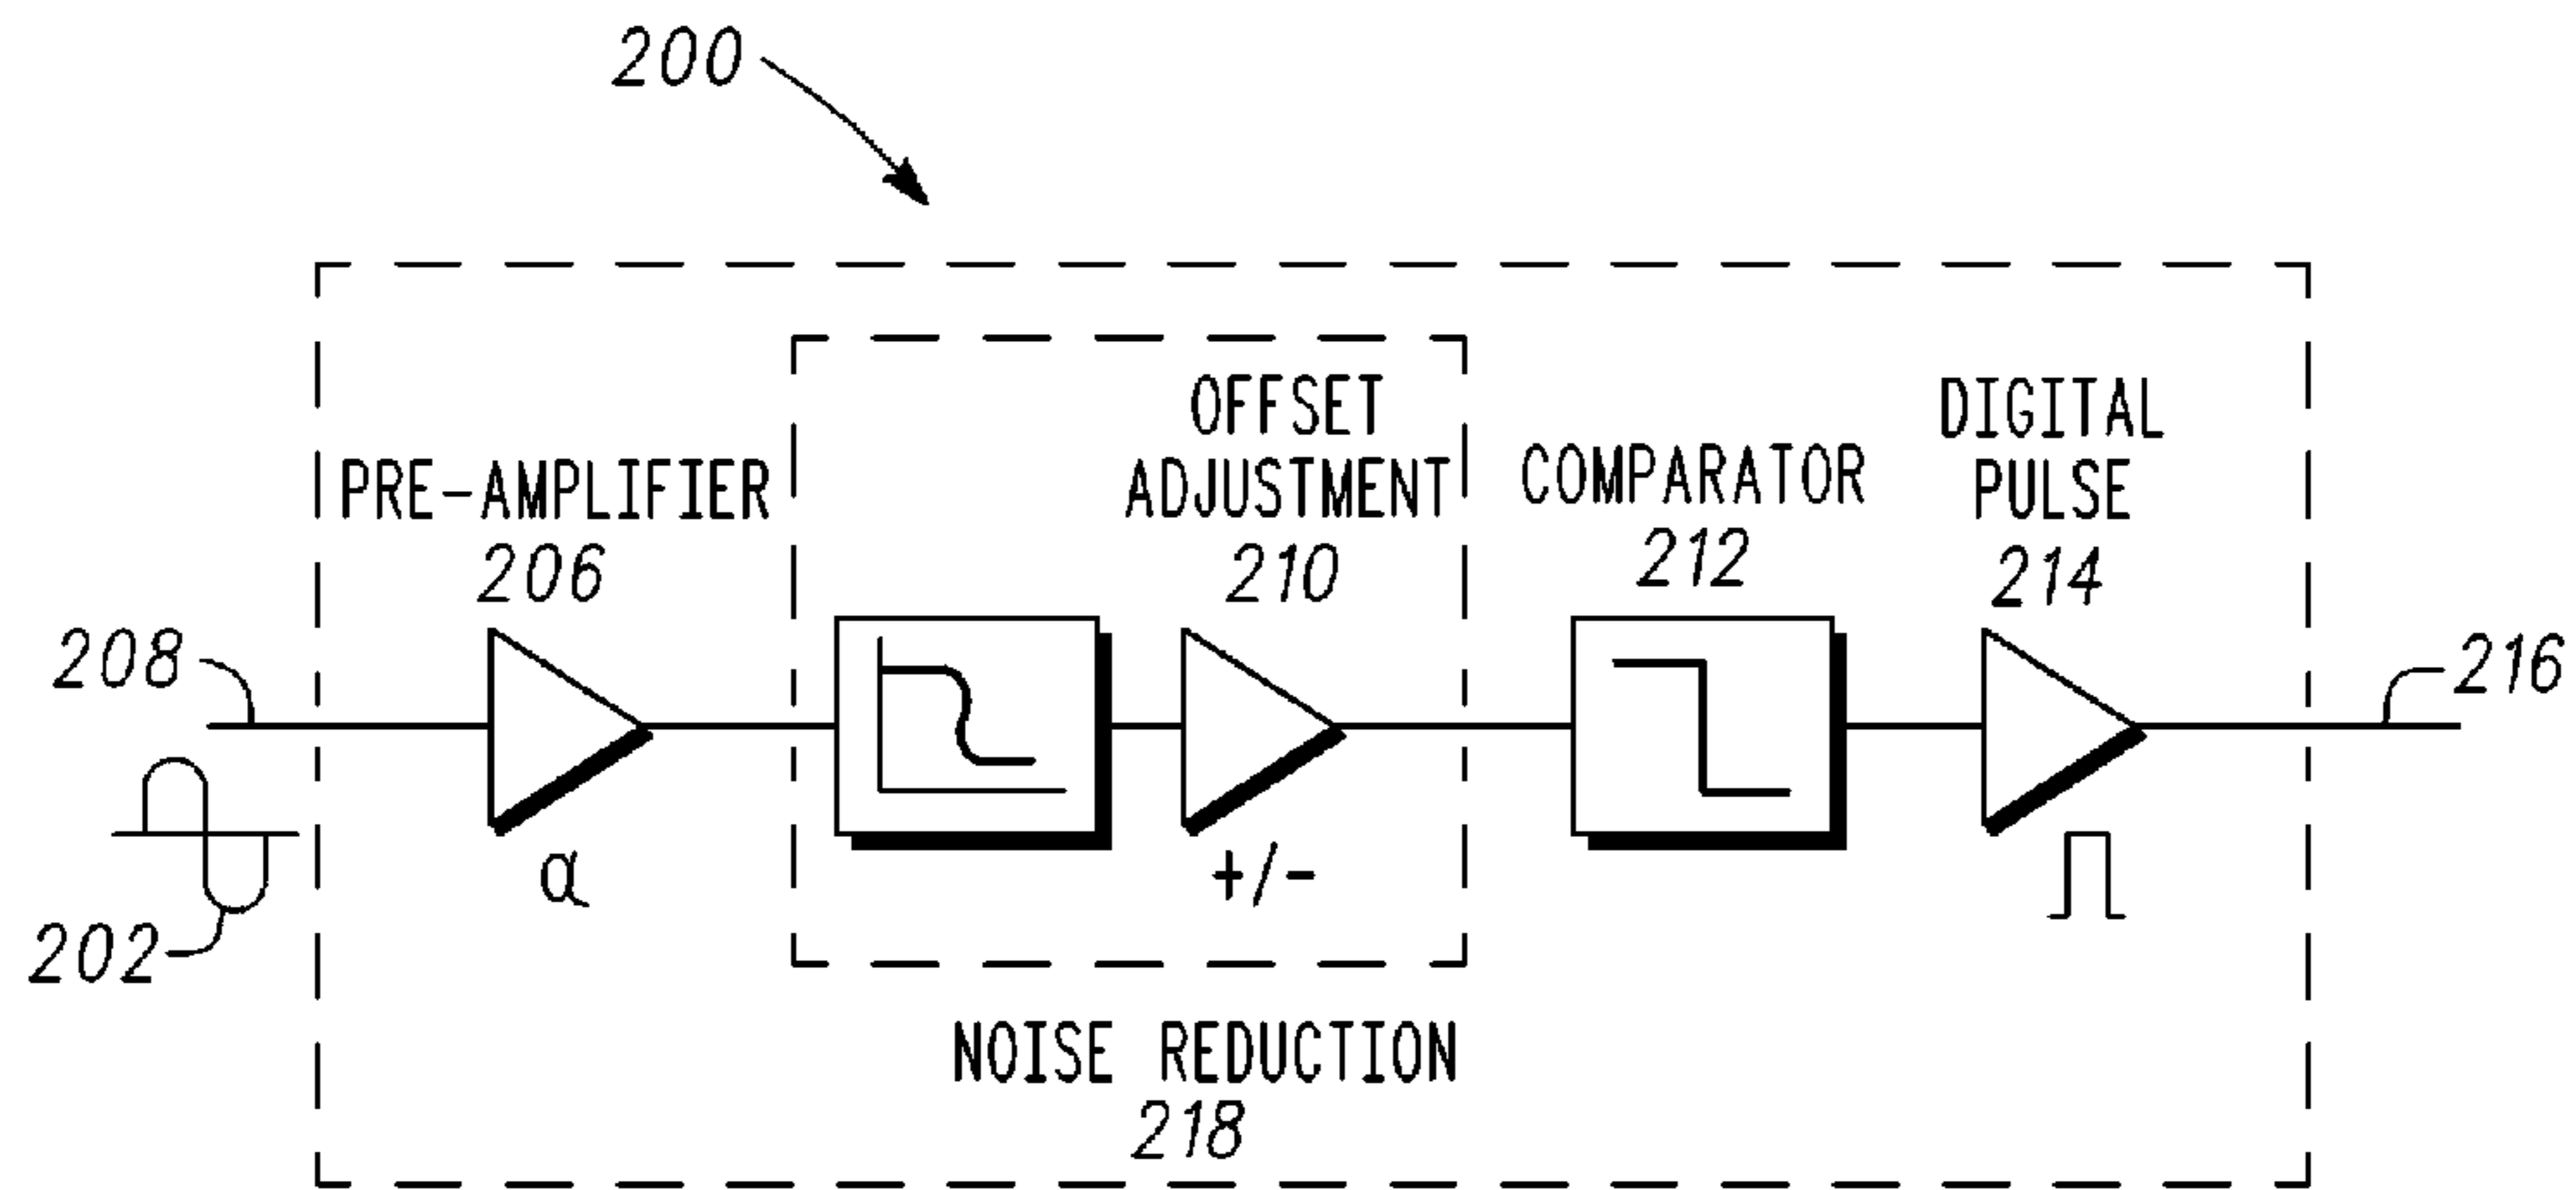 200
OFFSET
ADJUSTMENT
210
DIGITAL
PULSE
214
PRE-AMPLIFIER
206
COMPARATOR
212
208
216
202
α
+/-
NOISE REDUCTION
218